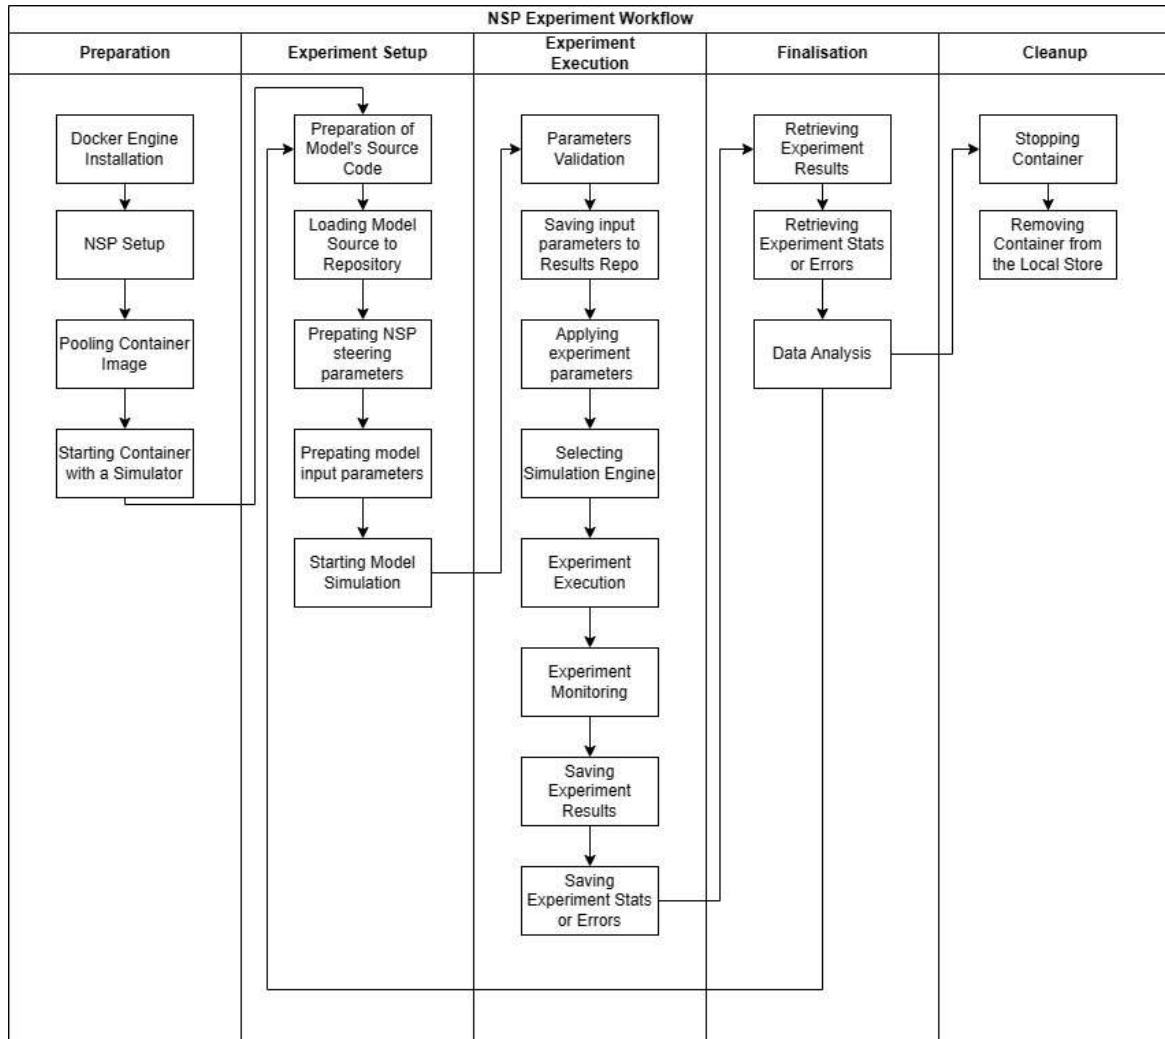 NSP Experiment Workflow
Preparation
Experiment Setup
Experiment
Execution
Finalisation
Cleanup
Docker Engine
Installation
NSP Setup
Pooling Container
Image
Starting Container
with a Simulator
Preparation of
Model's Source
Code
Loading Model
Source to
Repository
Prepating NSP
steering
parameters
Prepating model
input parameters
Starting Model
Simulation
Parameters
Validation
Saving input
parameters to
Results Repo
Applying
experiment
parameters
Selecting
Simulation Engine
Experiment
Execution
Experiment
Monitoring
Saving
Experiment
Results
Saving
Experiment Stats
or Errors
Retrieving
Experiment
Results
Retrieving
Experiment Stats
or Errors
Data Analysis
Stopping
Container
Removing
Container from
the Local Store